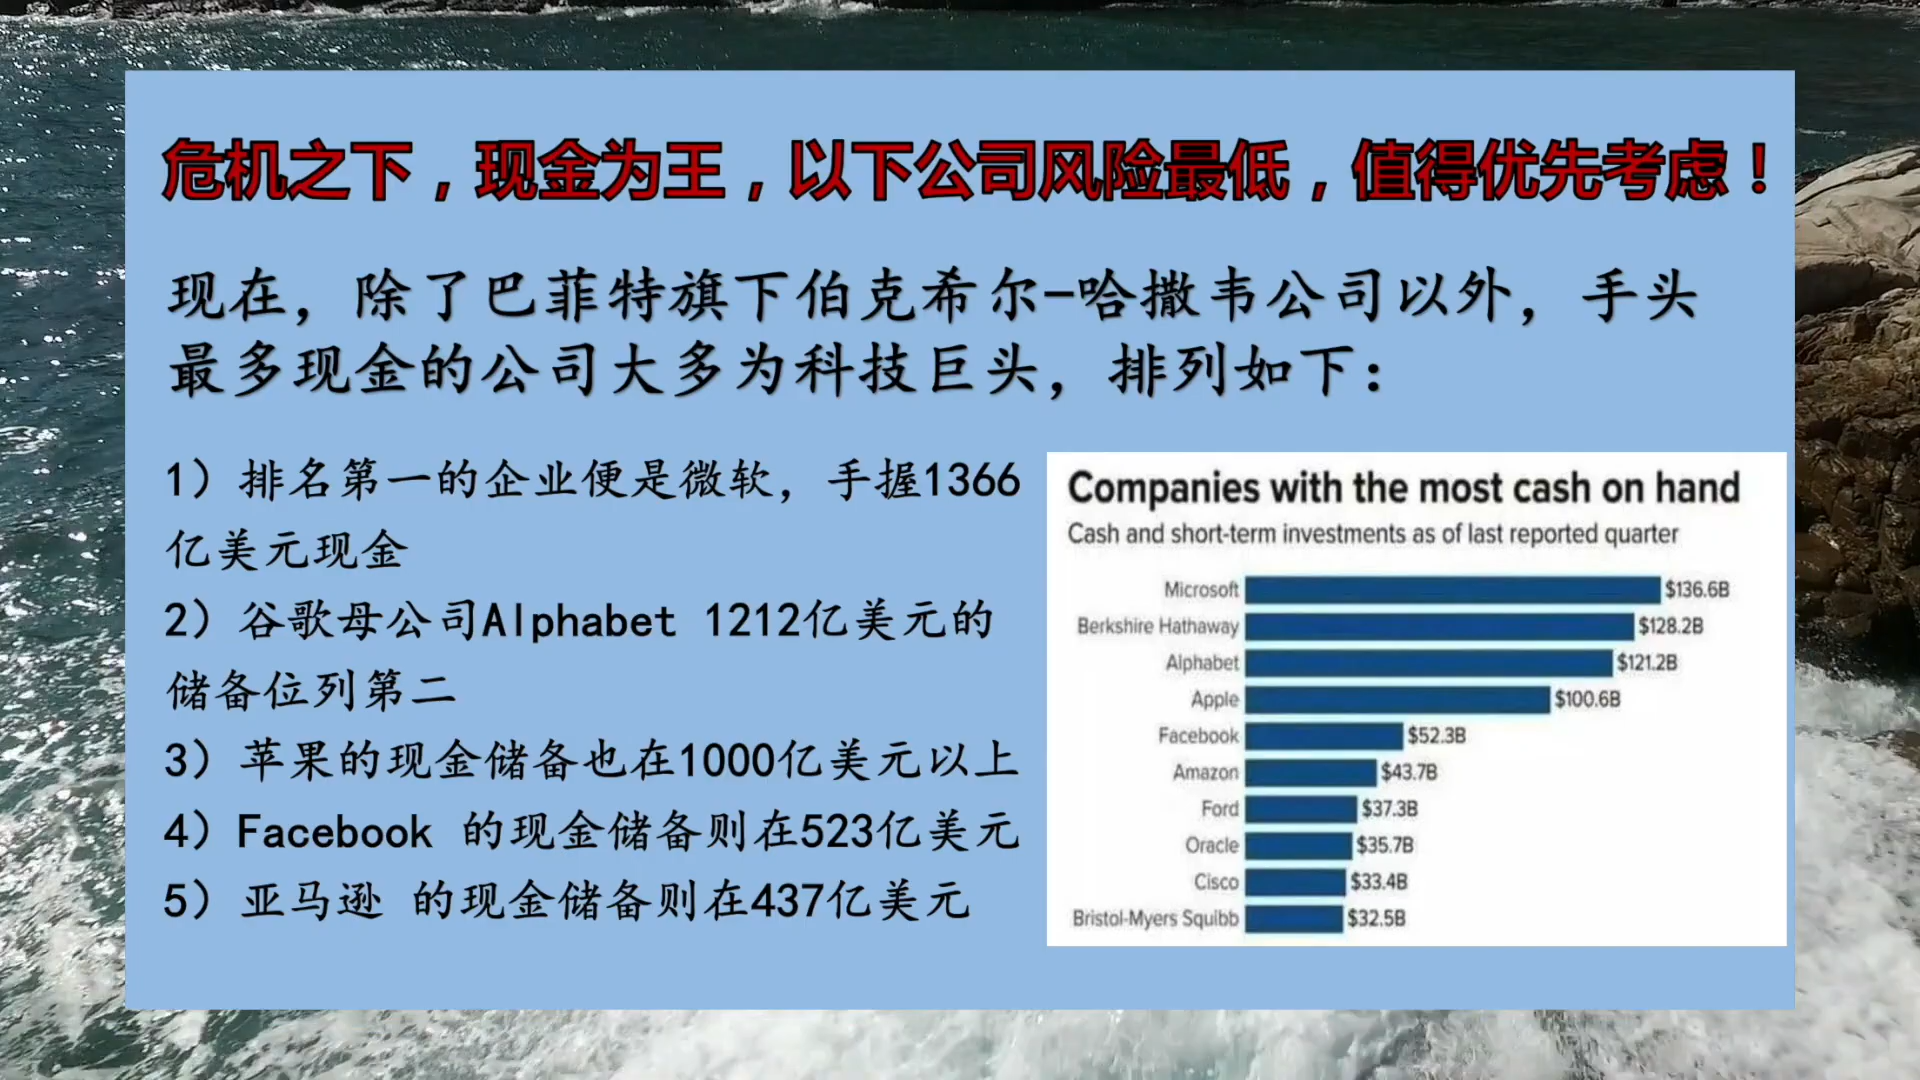 危机之下，现金为王，以下公司风险最低，值得优先考虑！
现在，除了巴菲特旗下伯克希尔-哈撒韦公司以外，手头
最多现金的公司大多为科技巨头，排列如下：
1）排名第一的企业便是微软，手握1366
亿美元现金
2）谷歌母公司Alphabet 1212亿美元的
储备位列第二
3）苹果的现金储备也在1000亿美元以上
4）Facebook 的现金储备则在523亿美元
5）亚马逊 的现金储备则在437亿美元
Companies with the most cash on hand
Cash and short-term investments as of last reported quarter
Microsoft $136.6B
Berkshire Hathaway $128.2B
Alphabet $121.2B
Apple $100.6B
Facebook $52.3B
Amazon $43.7B
Ford $37.3B
Oracle $35.7B
Cisco $33.4B
Bristol-Myers Squibb $32.5B